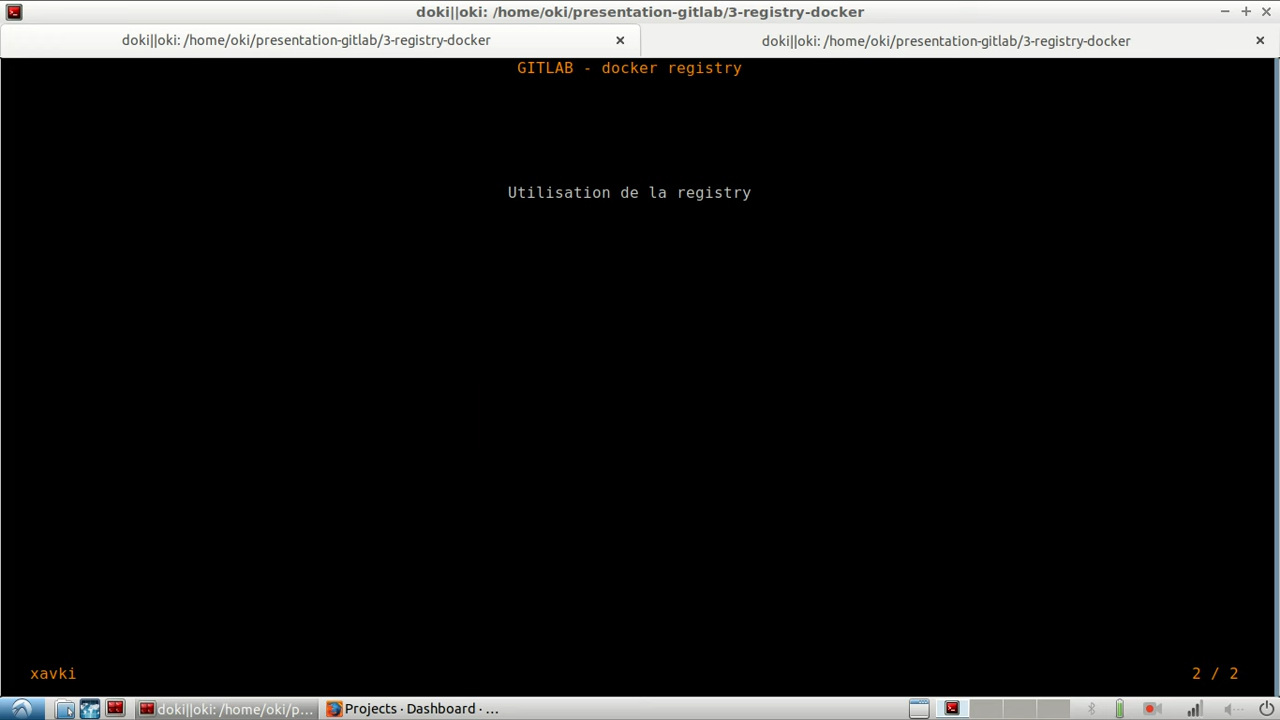 doki||oki: /home/oki/presentation-gitlab/3-registry-docker
doki||oki: /home/oki/presentation-gitlab/3-registry-docker
doki||oki: /home/oki/presentation-gitlab/3-registry-docker
GITLAB - docker registry
Utilisation de la registry
xavki
2 / 2
doki||oki: /home/oki/p...
Projects · Dashboard · ...